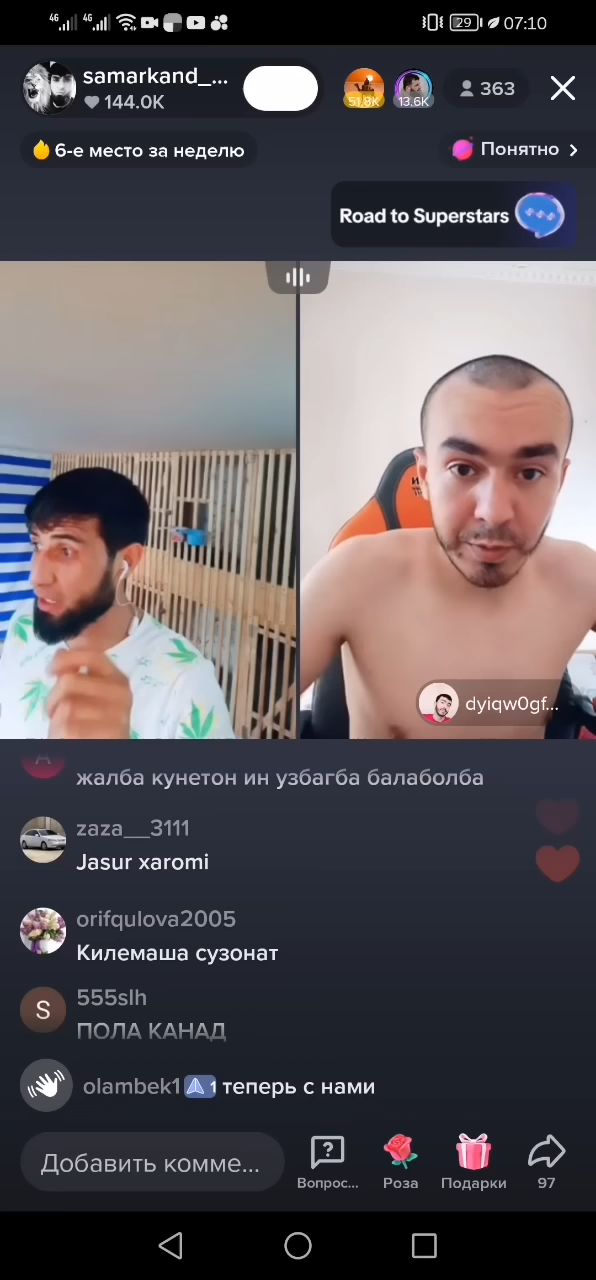 4G 4G 29 07:10
samarkand_...
144.0K
51.8K
13.6K
363
6-е место за неделю
Понятно
Road to Superstars
dyiqw0gf...
жалба кунетон ин узбагба балаболба
zaza__3111
Jasur xaromi
orifqulova2005
Килемаша сузонат
S
555slh
ПОЛА КАНАД
olambek1 1 теперь с нами
Добавить комме...
Вопрос...
Роза
Подарки
97